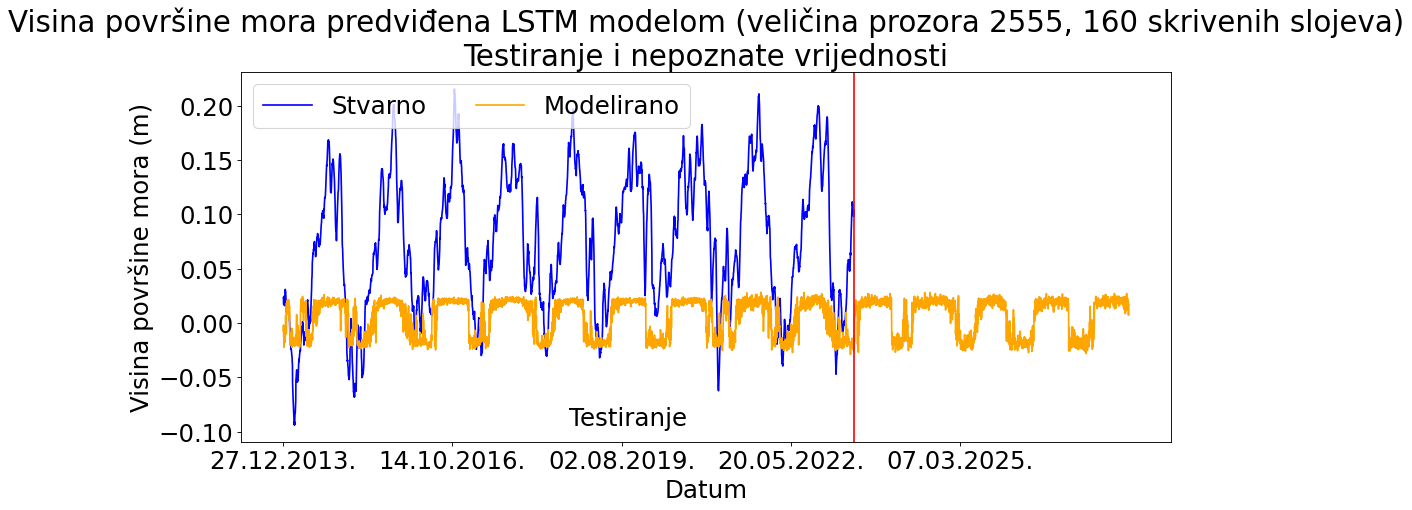 Visina površine mora predviđena LSTM modelom (veličina prozora 2555, 160 skrivenih slojeva)
Testiranje i nepoznate vrijednosti
Stvarno
Modelirano
Visina površine mora (m)
0.20
0.15
0.10
0.05
0.00
−0.05
−0.10
Testiranje
27.12.2013.
14.10.2016.
02.08.2019.
20.05.2022.
07.03.2025.
Datum